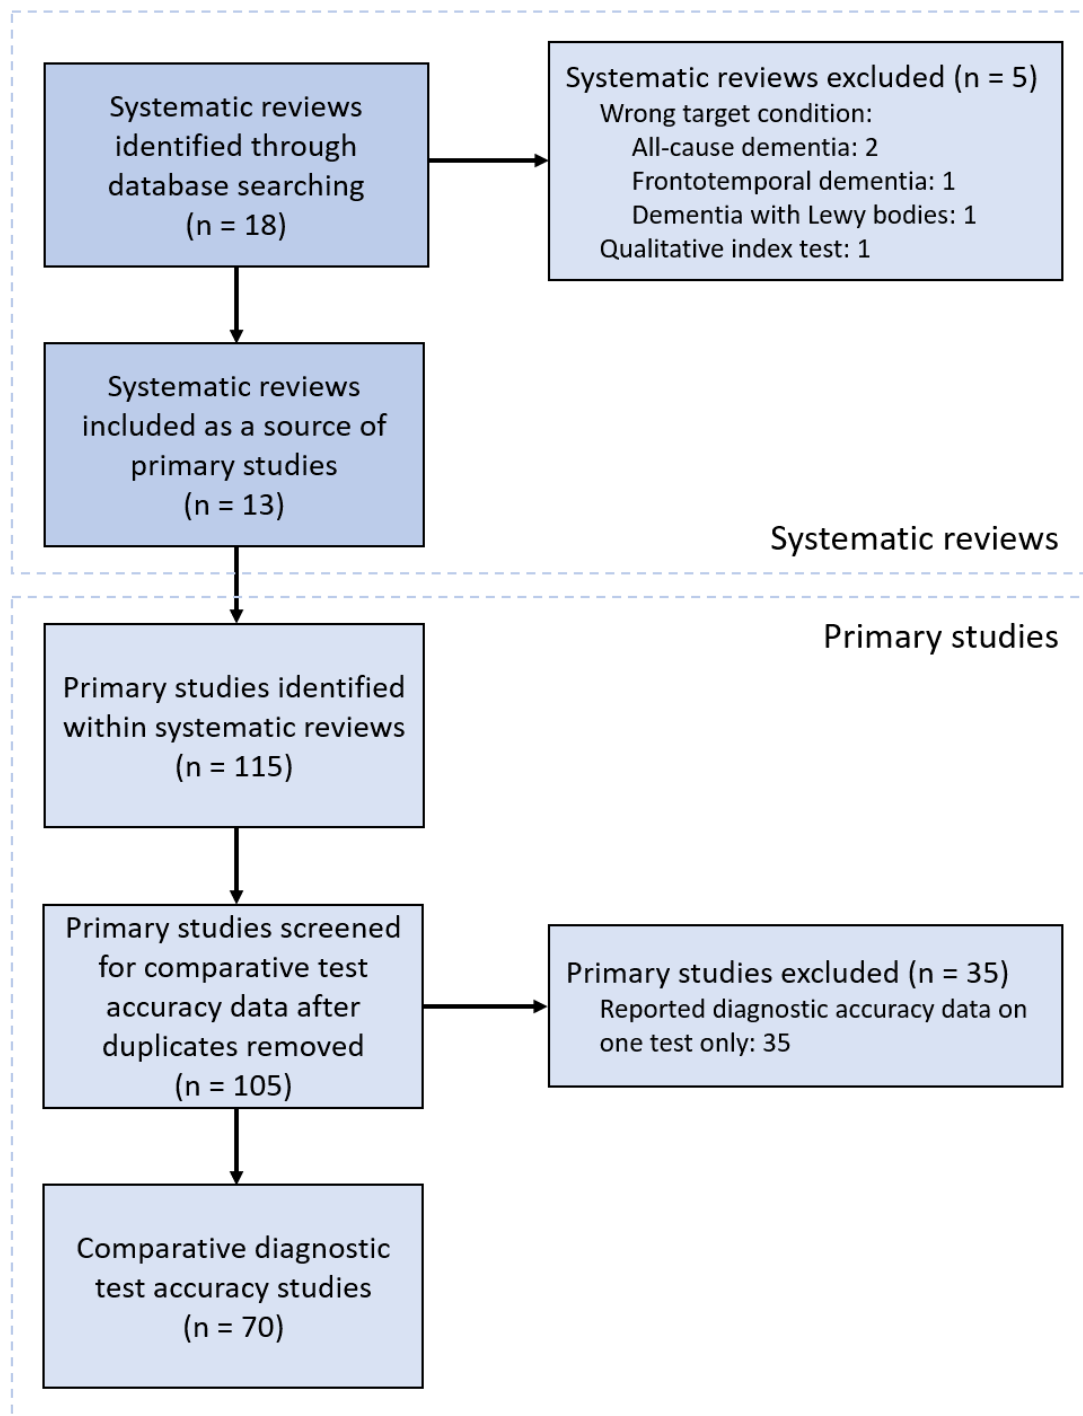 Systematic reviews
identified through
database searching
(n = 18)
Systematic reviews excluded (n = 5)
Wrong target condition:
All-cause dementia: 2
Frontotemporal dementia: 1
Dementia with Lewy bodies: 1
Qualitative index test: 1
Systematic reviews
included as a source of
primary studies
(n = 13)
Systematic reviews
Primary studies
Primary studies identified
within systematic reviews
(n = 115)
Primary studies screened
for comparative test
accuracy data after
duplicates removed
(n = 105)
Primary studies excluded (n = 35)
Reported diagnostic accuracy data on
one test only: 35
Comparative diagnostic
test accuracy studies
(n = 70)